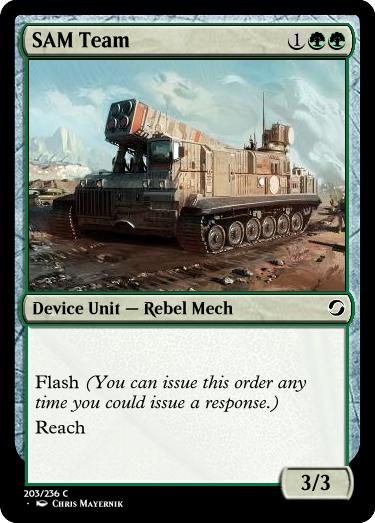 SAM Team 1
Device Unit — Rebel Mech
Flash (You can issue this order any
time you could issue a response.)
Reach
3/3
203/236 C
· Chris Mayernik